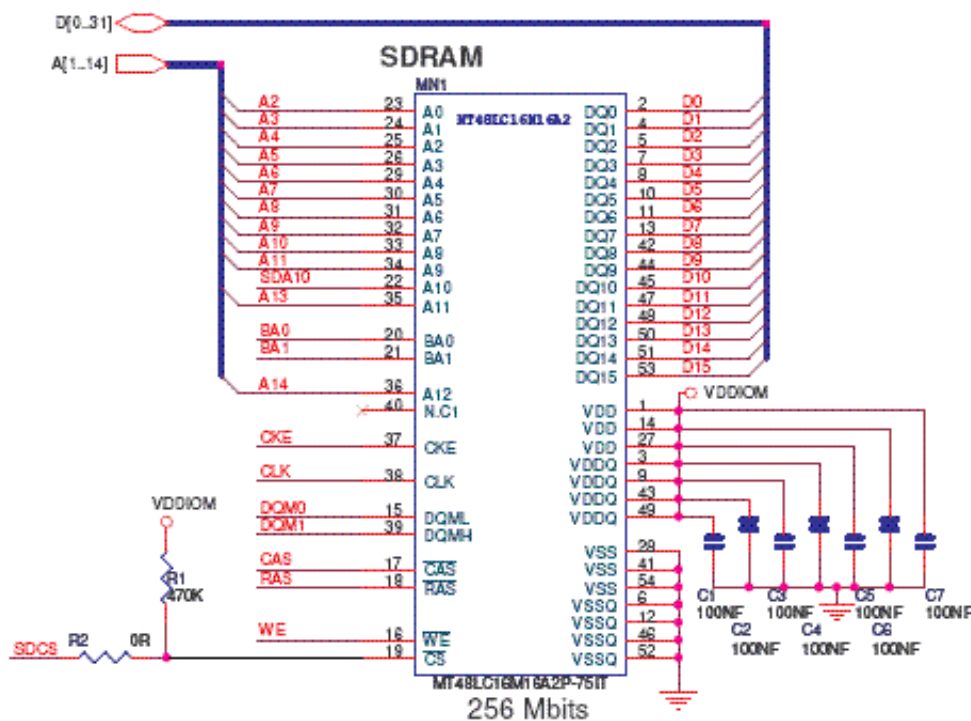 D[0..31]
A[1..14]
SDRAM
MN1
MT48LC16M16A2
A2 23 A0 DQ0 2 D0
A3 24 A1 DQ1 4 D1
A4 25 A2 DQ2 5 D2
A5 26 A3 DQ3 7 D3
A6 29 A4 DQ4 8 D4
A7 30 A5 DQ5 10 D5
A8 31 A6 DQ6 11 D6
A9 32 A7 DQ7 13 D7
A10 33 A8 DQ8 42 D8
A11 34 A9 DQ9 44 D9
SDA10 22 A10 DQ10 45 D10
A13 35 A11 DQ11 47 D11
DQ12 48 D12
BA0 20 BA0 DQ13 50 D13
BA1 21 BA1 DQ14 51 D14
DQ15 53 D15
A14 36 A12
VDDIOM
40 N.C1 VDD 1
VDD 14
CKE 37 CKE VDD 27
VDDQ 3
CLK 38 CLK VDDQ 9
VDDQ 43
DQM0 15 DQML VDDQ 49
DQM1 39 DQMH
VDDIOM
VSS 28
CAS 17 CAS VSS 41
RAS 18 RAS VSS 54
R1
470K
VSSQ 6
VSSQ 12
WE 16 WE VSSQ 46
SDCS R2 0R 19 CS VSSQ 52
C1 C3 C5 C7
100NF 100NF 100NF 100NF
C2 C4 C6
100NF 100NF 100NF
MT48LC16M16A2P-75IT
256 Mbits